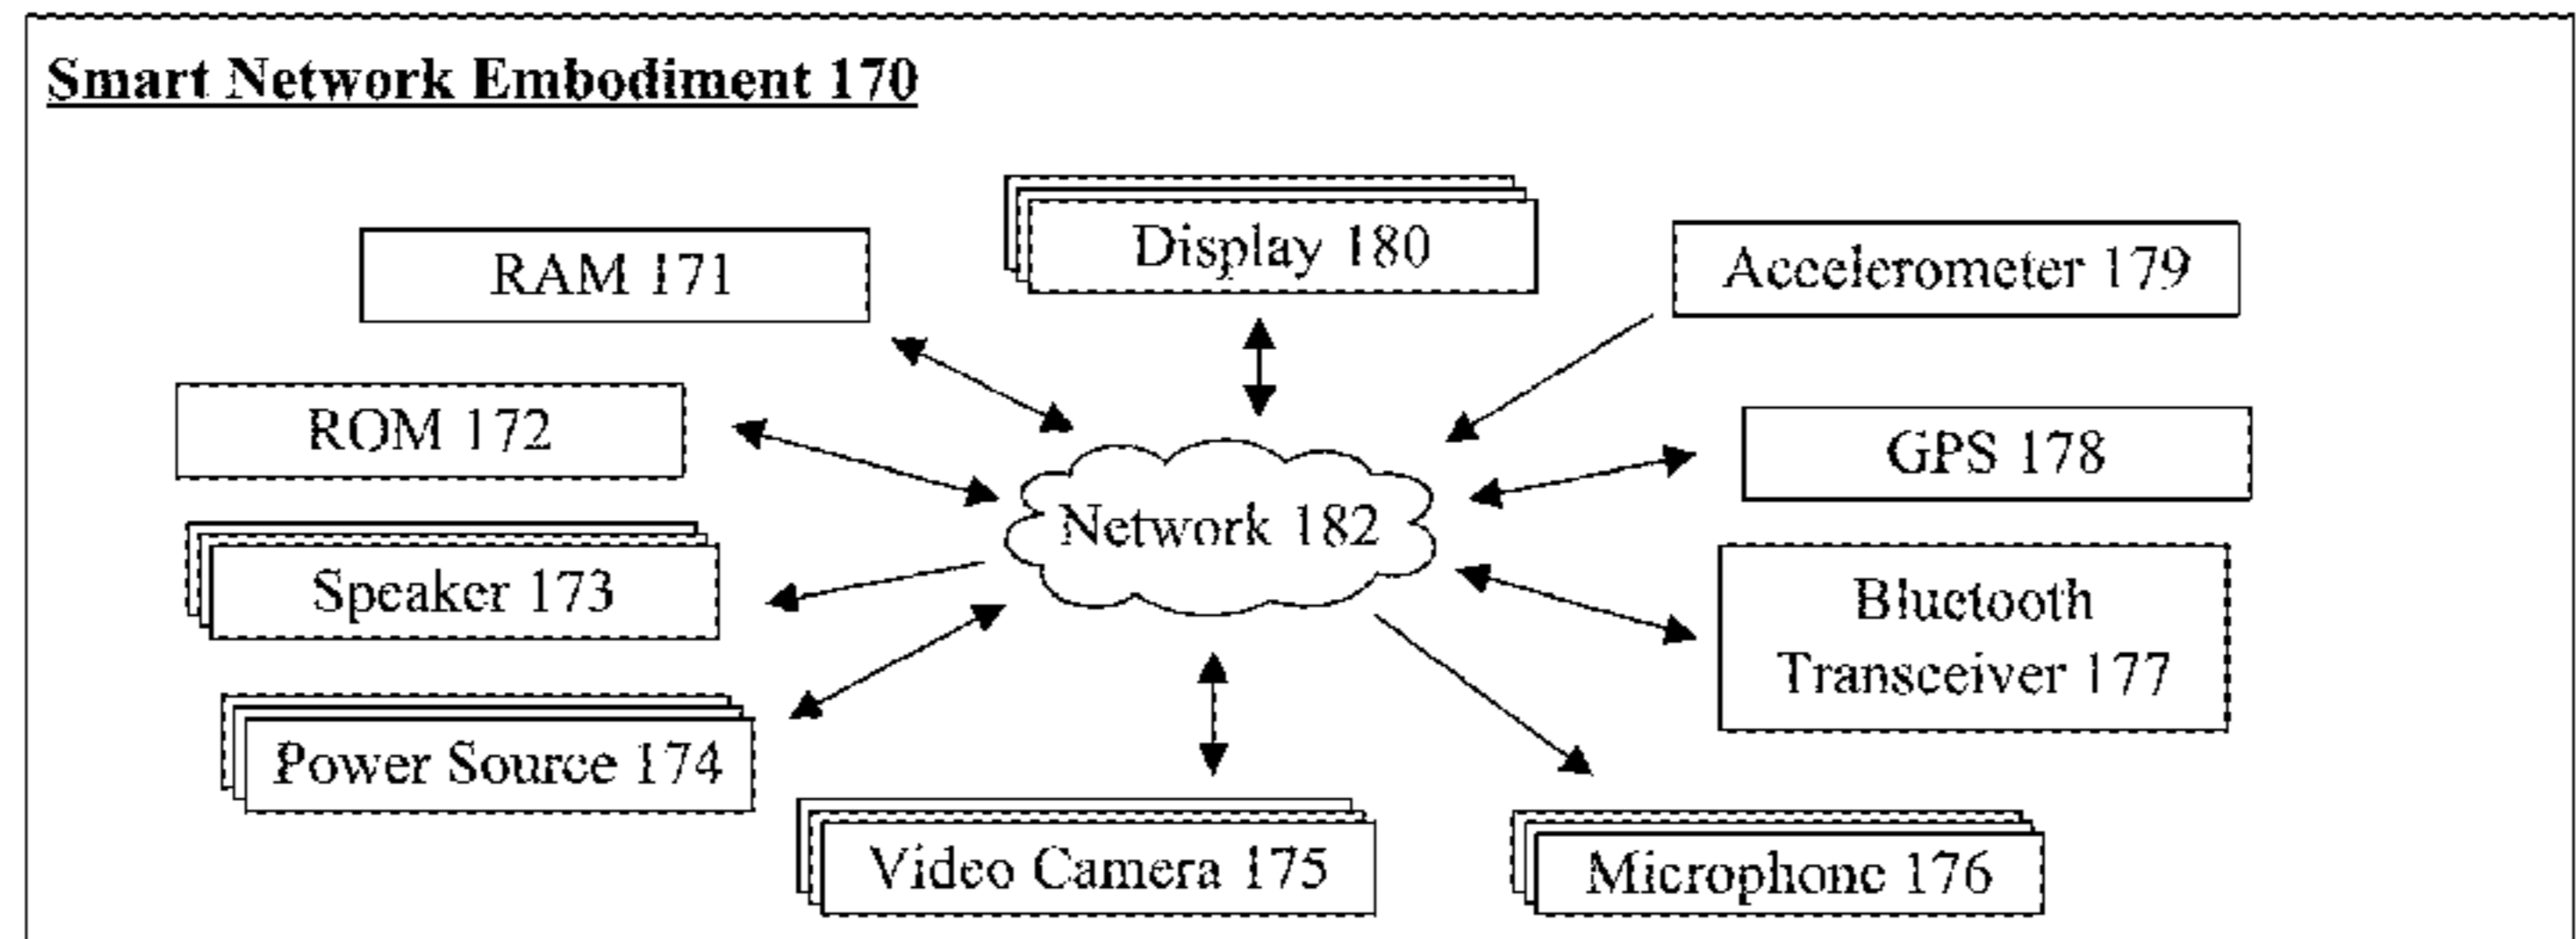 Smart Network Embodiment 170
Display 180
RAM 171
Accelerometer 179
ROM 172
GPS 178
Network 182
Speaker 173
Bluetooth
Transceiver 177
Power Source 174
Video Camera 175
Microphone 176